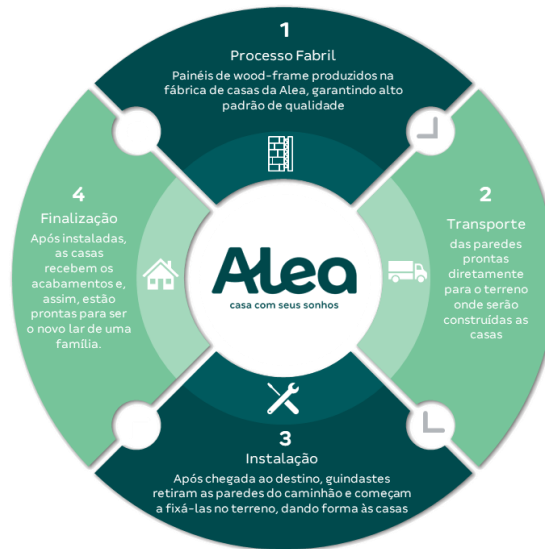 1
Processo Fabril
Painéis de wood-frame produzidos na
fábrica de casas da Alea, garantindo alto
padrão de qualidade
2
Transporte
das paredes
prontas
diretamente
para o terreno
onde serão
construídas as
casas
3
Instalação
Após chegada ao destino, guindastes
retiram as paredes do caminhão e começam
a fixá-las no terreno, dando forma às casas
4
Finalização
Após instaladas,
as casas
recebem os
acabamentos e,
assim, estão
prontas para ser
o novo lar de uma
família.
Alea
casa com seus sonhos